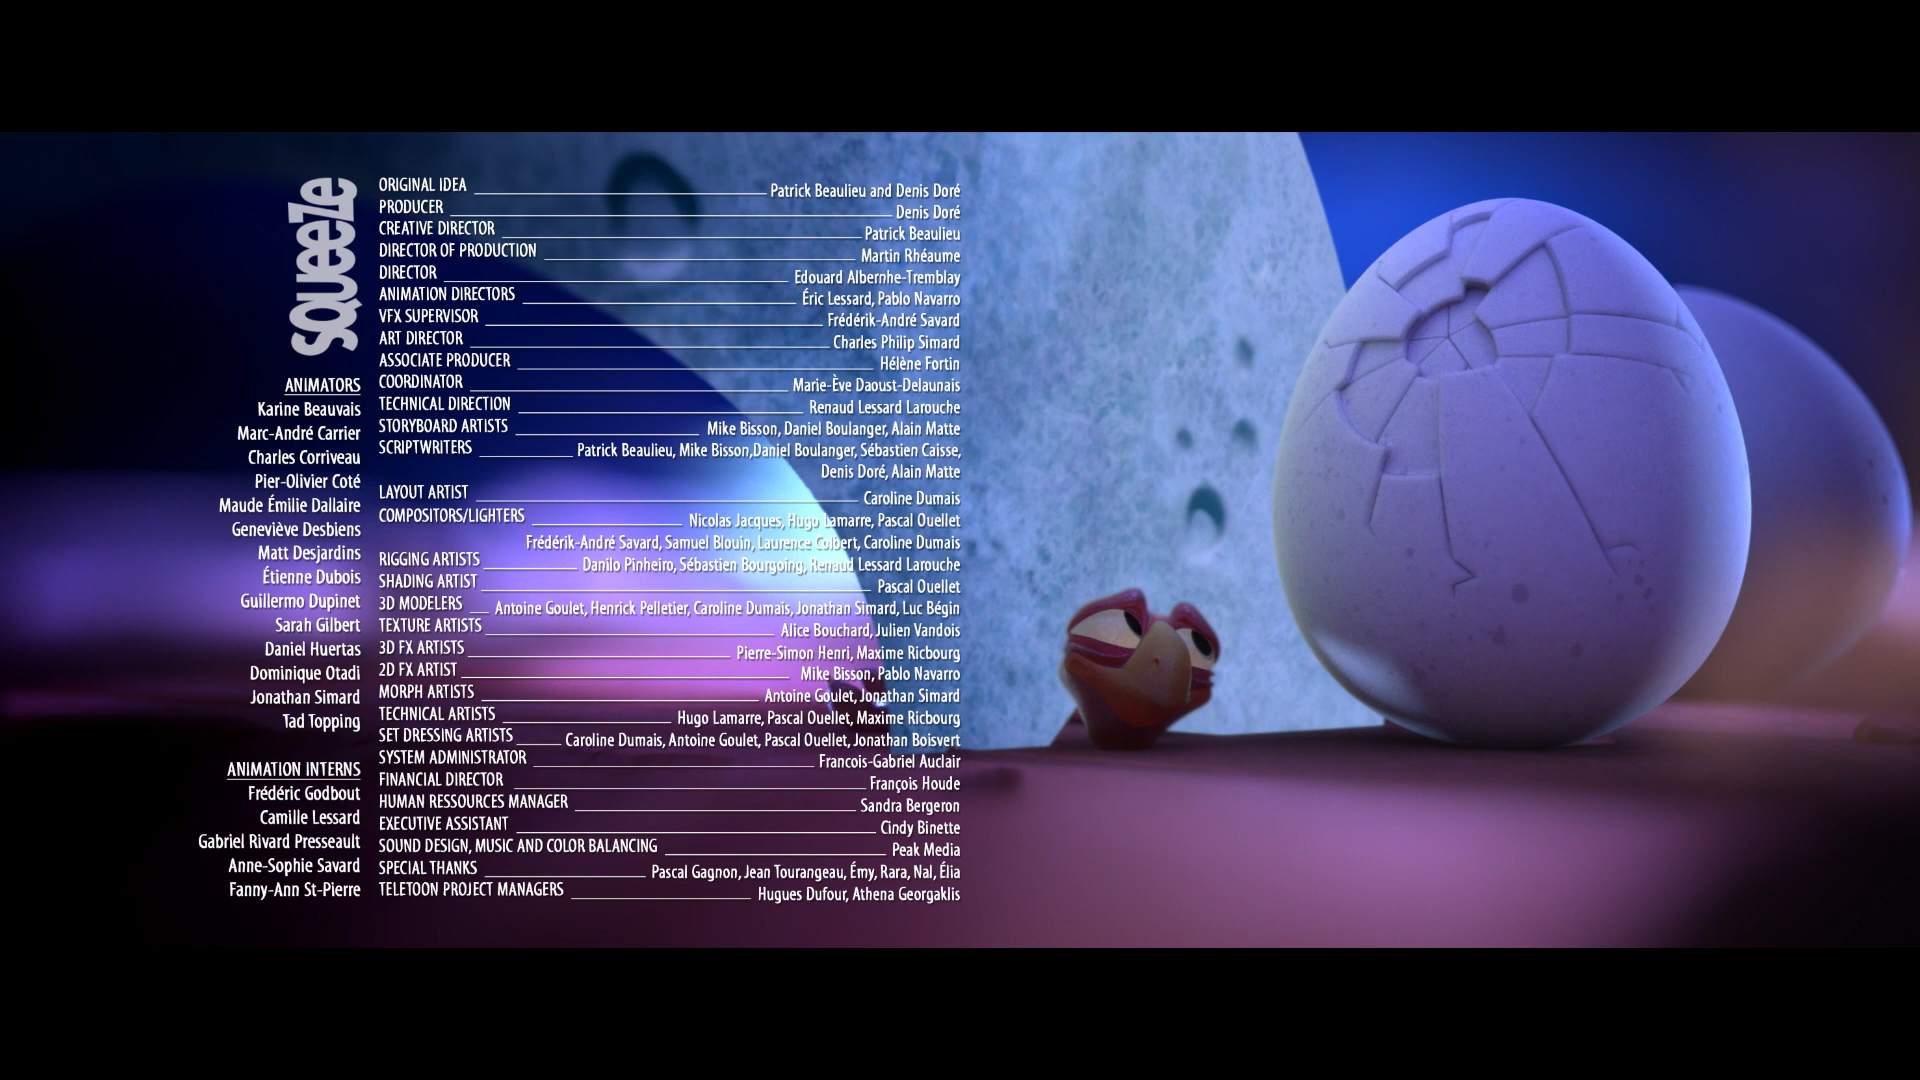 squeeze
ANIMATORS
Karine Beauvais
Marc-André Carrier
Charles Corriveau
Pier-Olivier Coté
Maude Émilie Dallaire
Geneviève Desbiens
Matt Desjardins
Étienne Dubois
Guillermo Dupinet
Sarah Gilbert
Daniel Huertas
Dominique Otadi
Jonathan Simard
Tad Topping
ANIMATION INTERNS
Frédéric Godbout
Camille Lessard
Gabriel Rivard Presseault
Anne-Sophie Savard
Fanny-Ann St-Pierre
ORIGINAL IDEA Patrick Beaulieu and Denis Doré
PRODUCER Denis Doré
CREATIVE DIRECTOR Patrick Beaulieu
DIRECTOR OF PRODUCTION Martin Rhéaume
DIRECTOR Edouard Albernhe-Tremblay
ANIMATION DIRECTORS Éric Lessard, Pablo Navarro
VFX SUPERVISOR Frédérik-André Savard
ART DIRECTOR Charles Philip Simard
ASSOCIATE PRODUCER Hélène Fortin
COORDINATOR Marie-Ève Daoust-Delaunais
TECHNICAL DIRECTION Renaud Lessard Larouche
STORYBOARD ARTISTS Mike Bisson, Daniel Boulanger, Alain Matte
SCRIPTWRITERS Patrick Beaulieu, Mike Bisson,Daniel Boulanger, Sébastien Caisse,
Denis Doré, Alain Matte
LAYOUT ARTIST Caroline Dumais
COMPOSITORS/LIGHTERS Nicolas Jacques, Hugo Lamarre, Pascal Ouellet
Frédérik-André Savard, Samuel Blouin, Laurence Colbert, Caroline Dumais
RIGGING ARTISTS Danilo Pinheiro, Sébastien Bourgoing, Renaud Lessard Larouche
SHADING ARTIST Pascal Ouellet
3D MODELERS Antoine Goulet, Henrick Pelletier, Caroline Dumais, Jonathan Simard, Luc Bégin
TEXTURE ARTISTS Alice Bouchard, Julien Vandois
3D FX ARTISTS Pierre-Simon Henri, Maxime Ricbourg
2D FX ARTIST Mike Bisson, Pablo Navarro
MORPH ARTISTS Antoine Goulet, Jonathan Simard
TECHNICAL ARTISTS Hugo Lamarre, Pascal Ouellet, Maxime Ricbourg
SET DRESSING ARTISTS Caroline Dumais, Antoine Goulet, Pascal Ouellet, Jonathan Boisvert
SYSTEM ADMINISTRATOR Francois-Gabriel Auclair
FINANCIAL DIRECTOR François Houde
HUMAN RESSOURCES MANAGER Sandra Bergeron
EXECUTIVE ASSISTANT Cindy Binette
SOUND DESIGN, MUSIC AND COLOR BALANCING Peak Media
SPECIAL THANKS Pascal Gagnon, Jean Tourangeau, Émy, Rara, Nal, Élia
TELETOON PROJECT MANAGERS Hugues Dufour, Athena Georgaklis